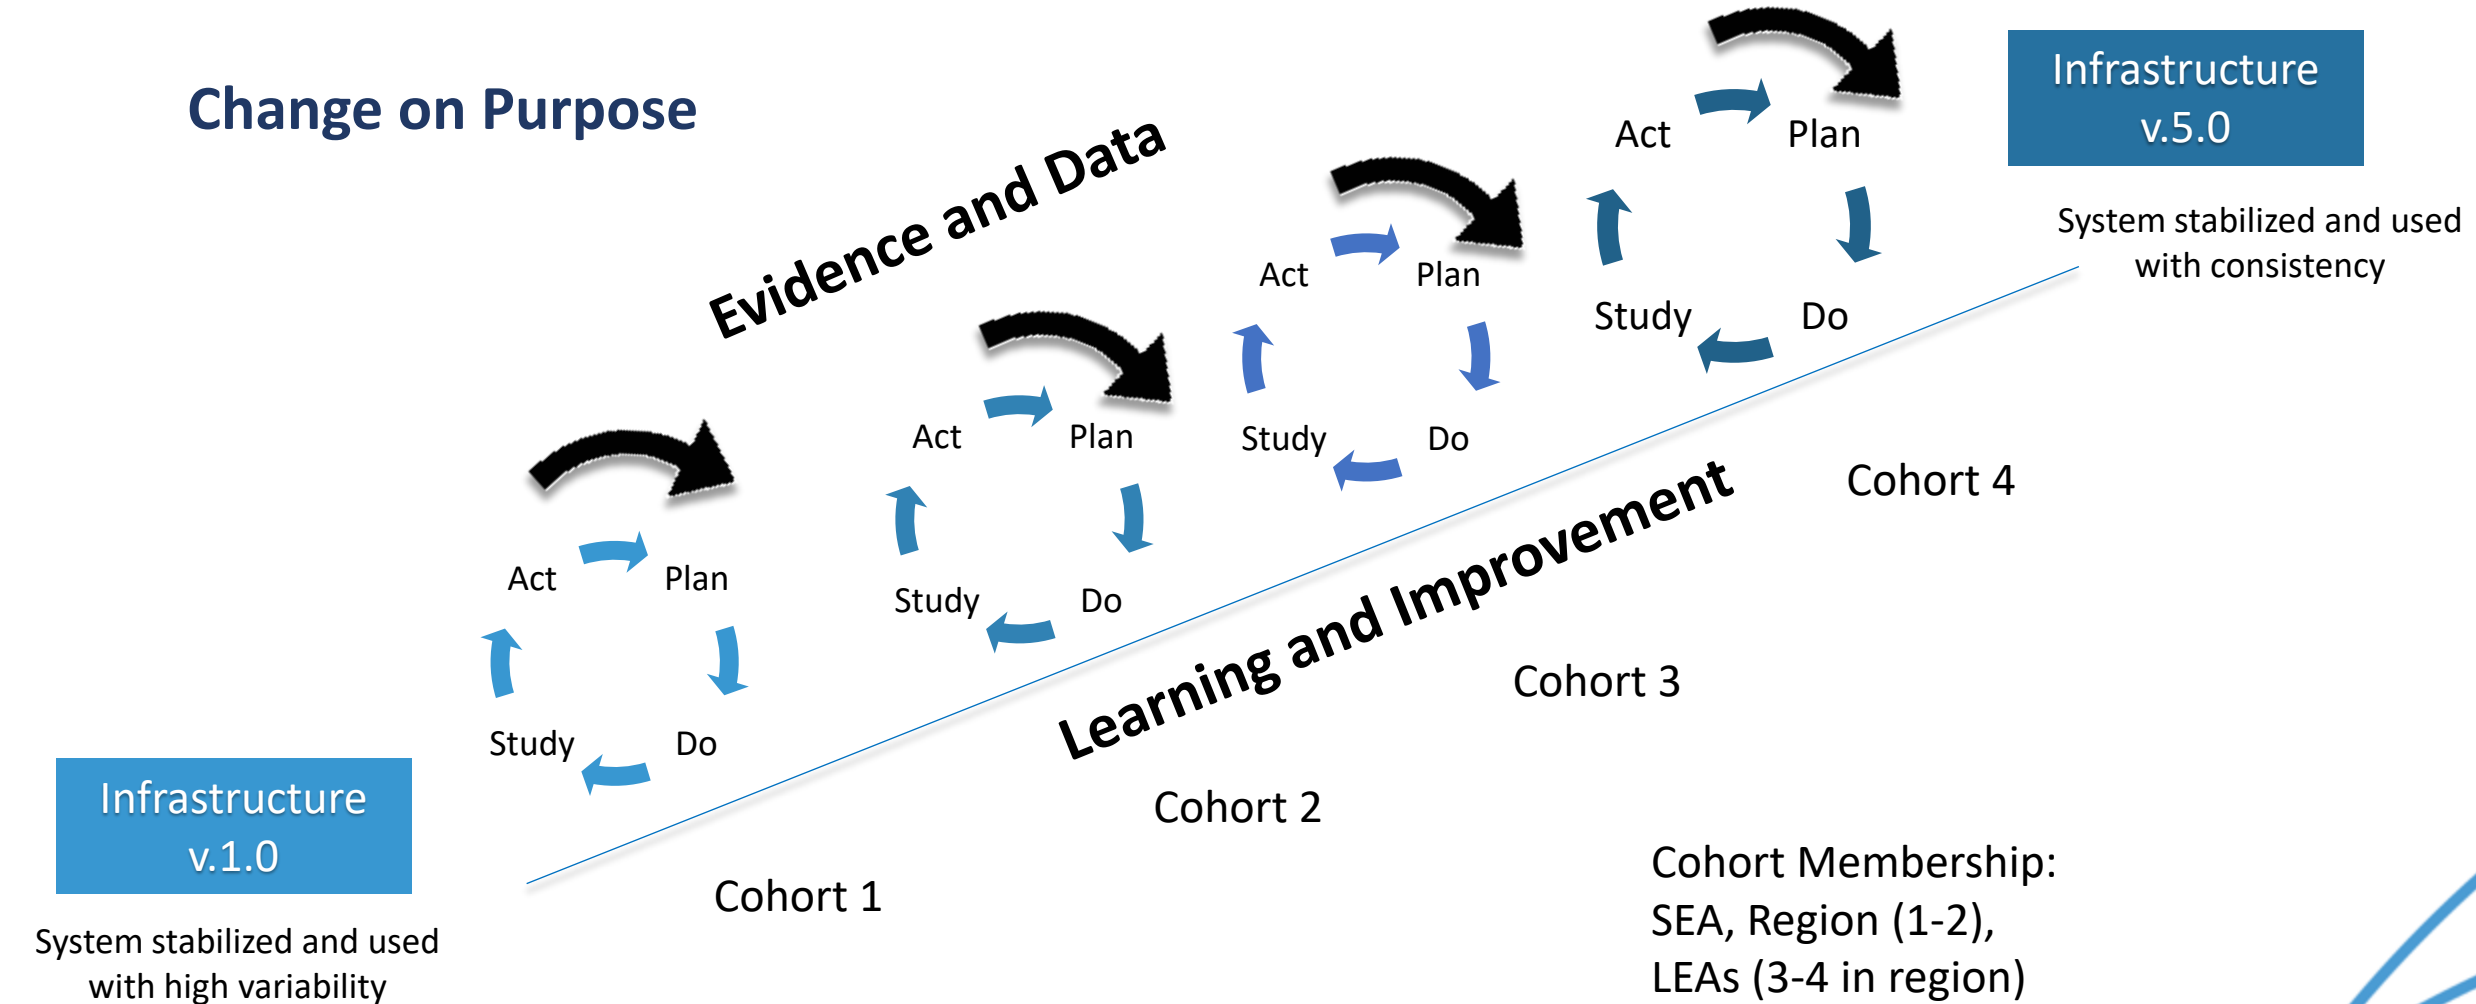 Change on Purpose
Evidence and Data
Infrastructure
v.5.0
System stabilized and used
with consistency
Act
Plan
Study
Do
Act
Plan
Study
Do
Act
Plan
Study
Do
Act
Plan
Study
Do
Learning and Improvement
Infrastructure
v.1.0
System stabilized and used
with high variability
Cohort 1
Cohort 2
Cohort 3
Cohort 4
Cohort Membership:
SEA, Region (1-2),
LEAs (3-4 in region)